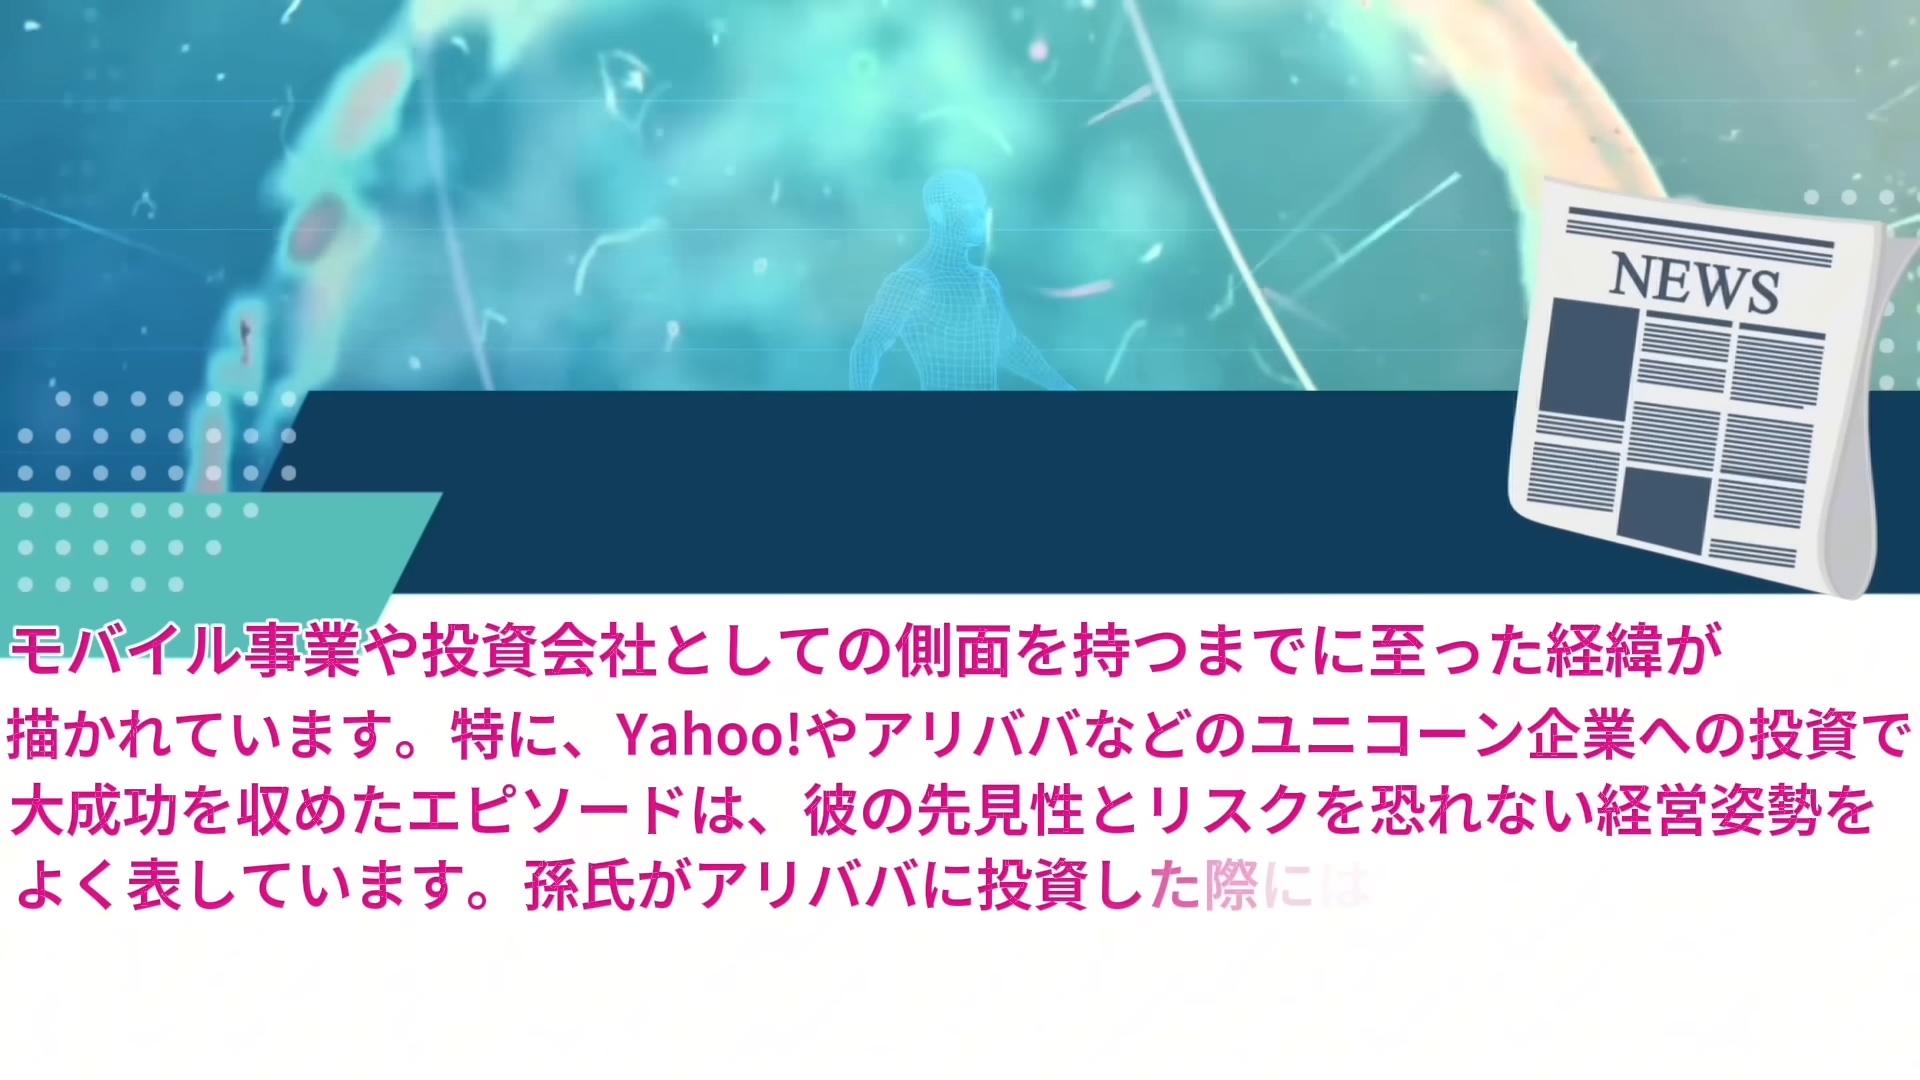 NEWS
モバイル事業や投資会社としての側面を持つまでに至った経緯が
描かれています。特に、Yahoo!やアリババなどのユニコーン企業への投資で
大成功を収めたエピソードは、彼の先見性とリスクを恐れない経営姿勢を
よく表しています。孫氏がアリババに投資した際には